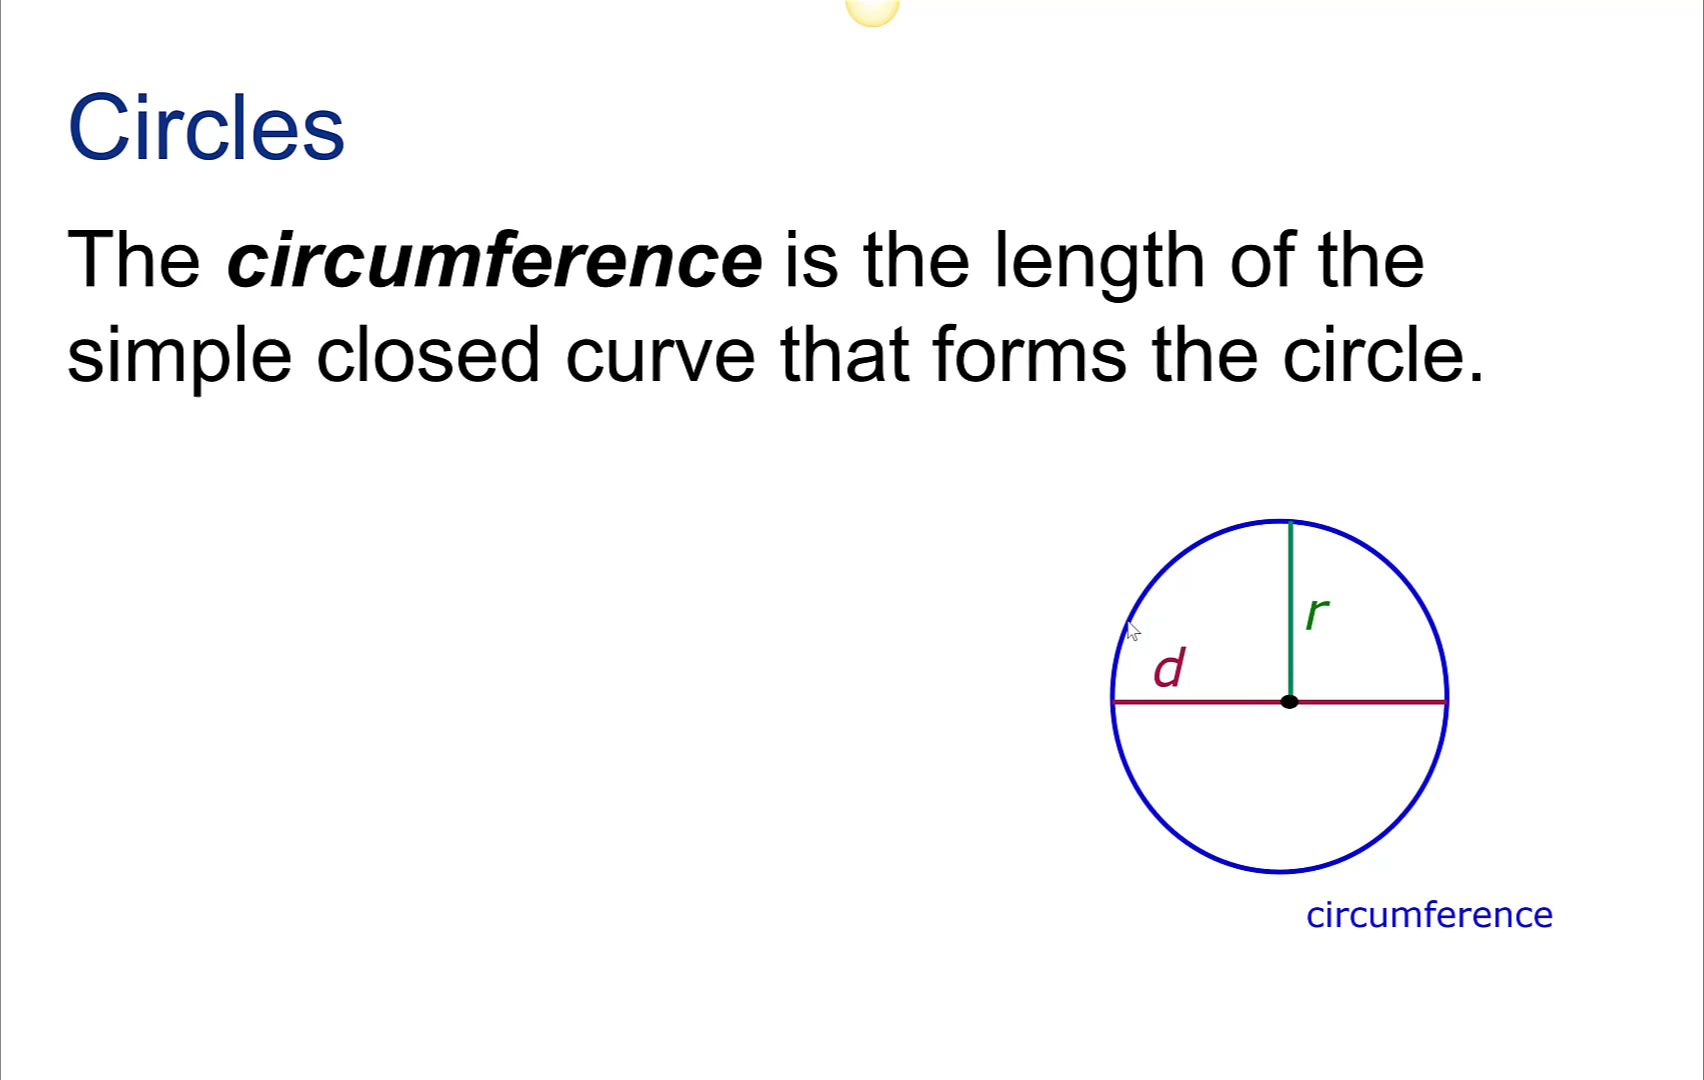 Circles
The circumference is the length of the
simple closed curve that forms the circle.
r
d
circumference